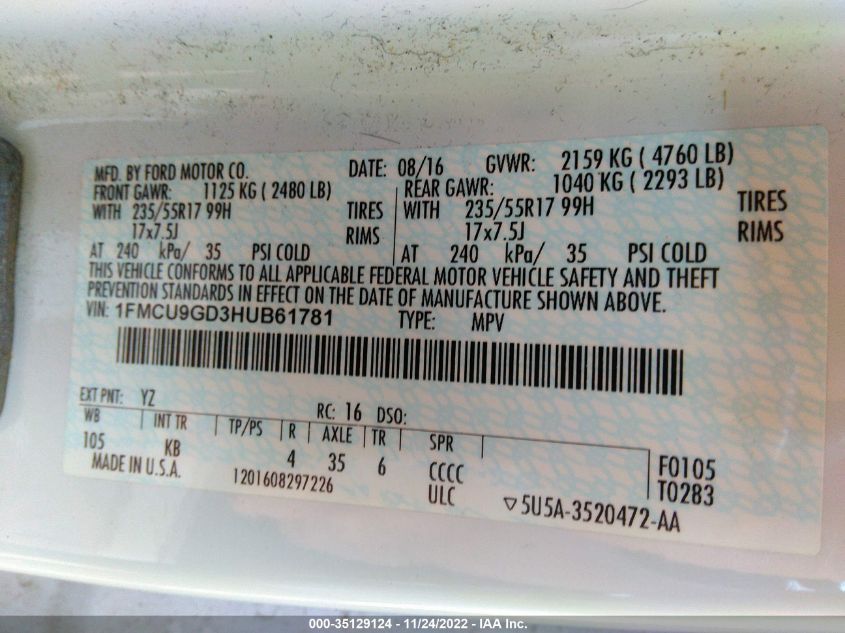 MFD. BY FORD MOTOR CO. DATE: 08/16 GVWR: 2159 KG ( 4760 LB)
FRONT GAWR: 1125 KG ( 2480 LB) REAR GAWR: 1040 KG ( 2293 LB)
WITH 235/55R17 99H TIRES WITH 235/55R17 99H TIRES
17x7.5J RIMS 17x7.5J RIMS
AT 240 kPa/ 35 PSI COLD AT 240 kPa/ 35 PSI COLD
THIS VEHICLE CONFORMS TO ALL APPLICABLE FEDERAL MOTOR VEHICLE SAFETY AND THEFT
PREVENTION STANDARDS IN EFFECT ON THE DATE OF MANUFACTURE SHOWN ABOVE.
VIN: 1FMCU9GD3HUB61781 TYPE: MPV
EXT PNT: YZ RC: 16 DSO:
WB INT TR TP/PS R AXLE TR SPR
105 KB 4 35 6 CCCC F0105
MADE IN U.S.A. 1201608297226 ULC T0283
▽5U5A-3520472-AA
000-35129124 - 11/24/2022 - IAA Inc.